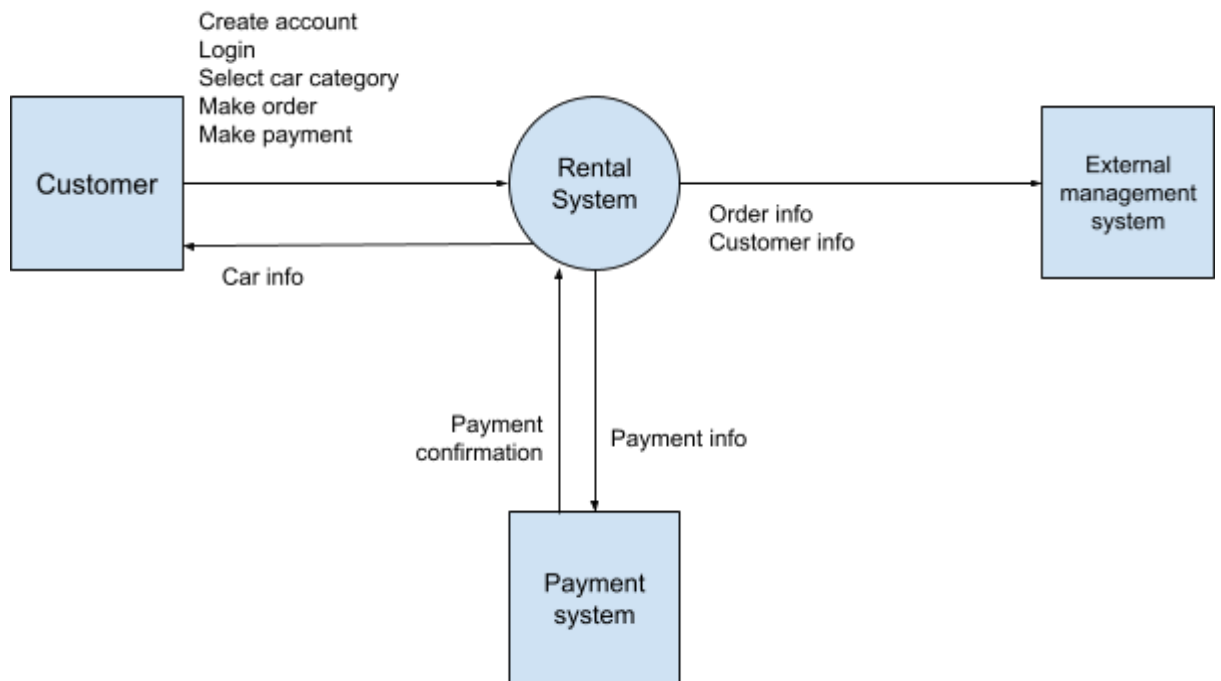 Create account
Login
Select car category
Make order
Make payment
Customer
Rental
System
External
management
system
Order info
Customer info
Car info
Payment
confirmation
Payment info
Payment
system